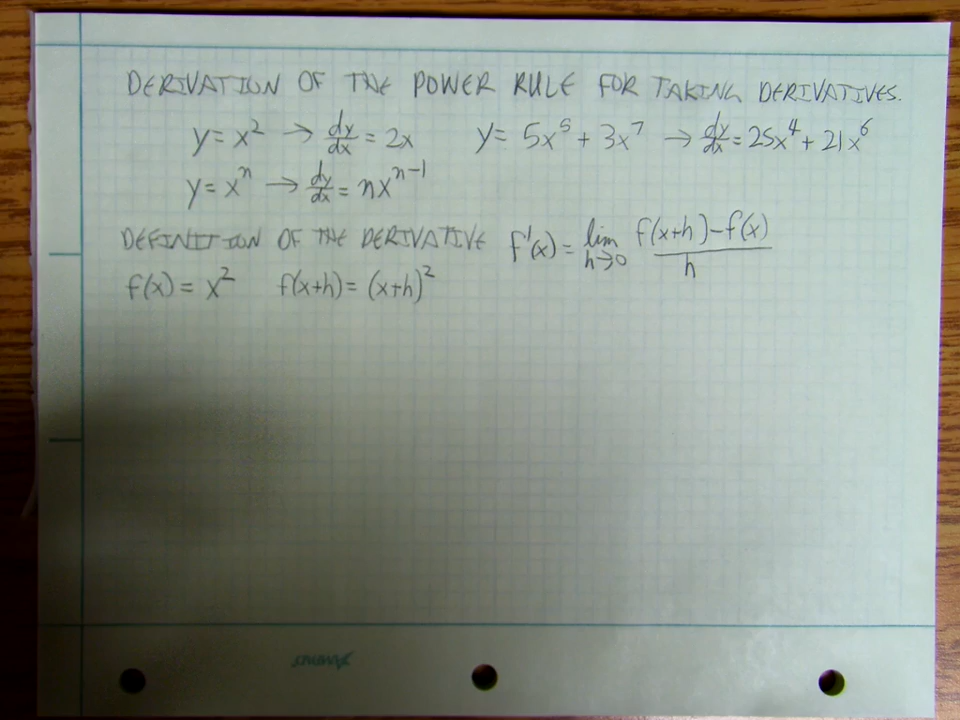 DERIVATION OF THE POWER RULE FOR TAKING DERIVATIVES.
y = x² → dy/dx = 2x    y = 5x⁵ + 3x⁷ → dy/dx = 25x⁴ + 21x⁶
y = xⁿ → dy/dx = nxⁿ⁻¹
DEFINITION OF THE DERIVATIVE f'(x) = lim h→0 (f(x+h) - f(x))/h
f(x) = x²    f(x+h) = (x+h)²